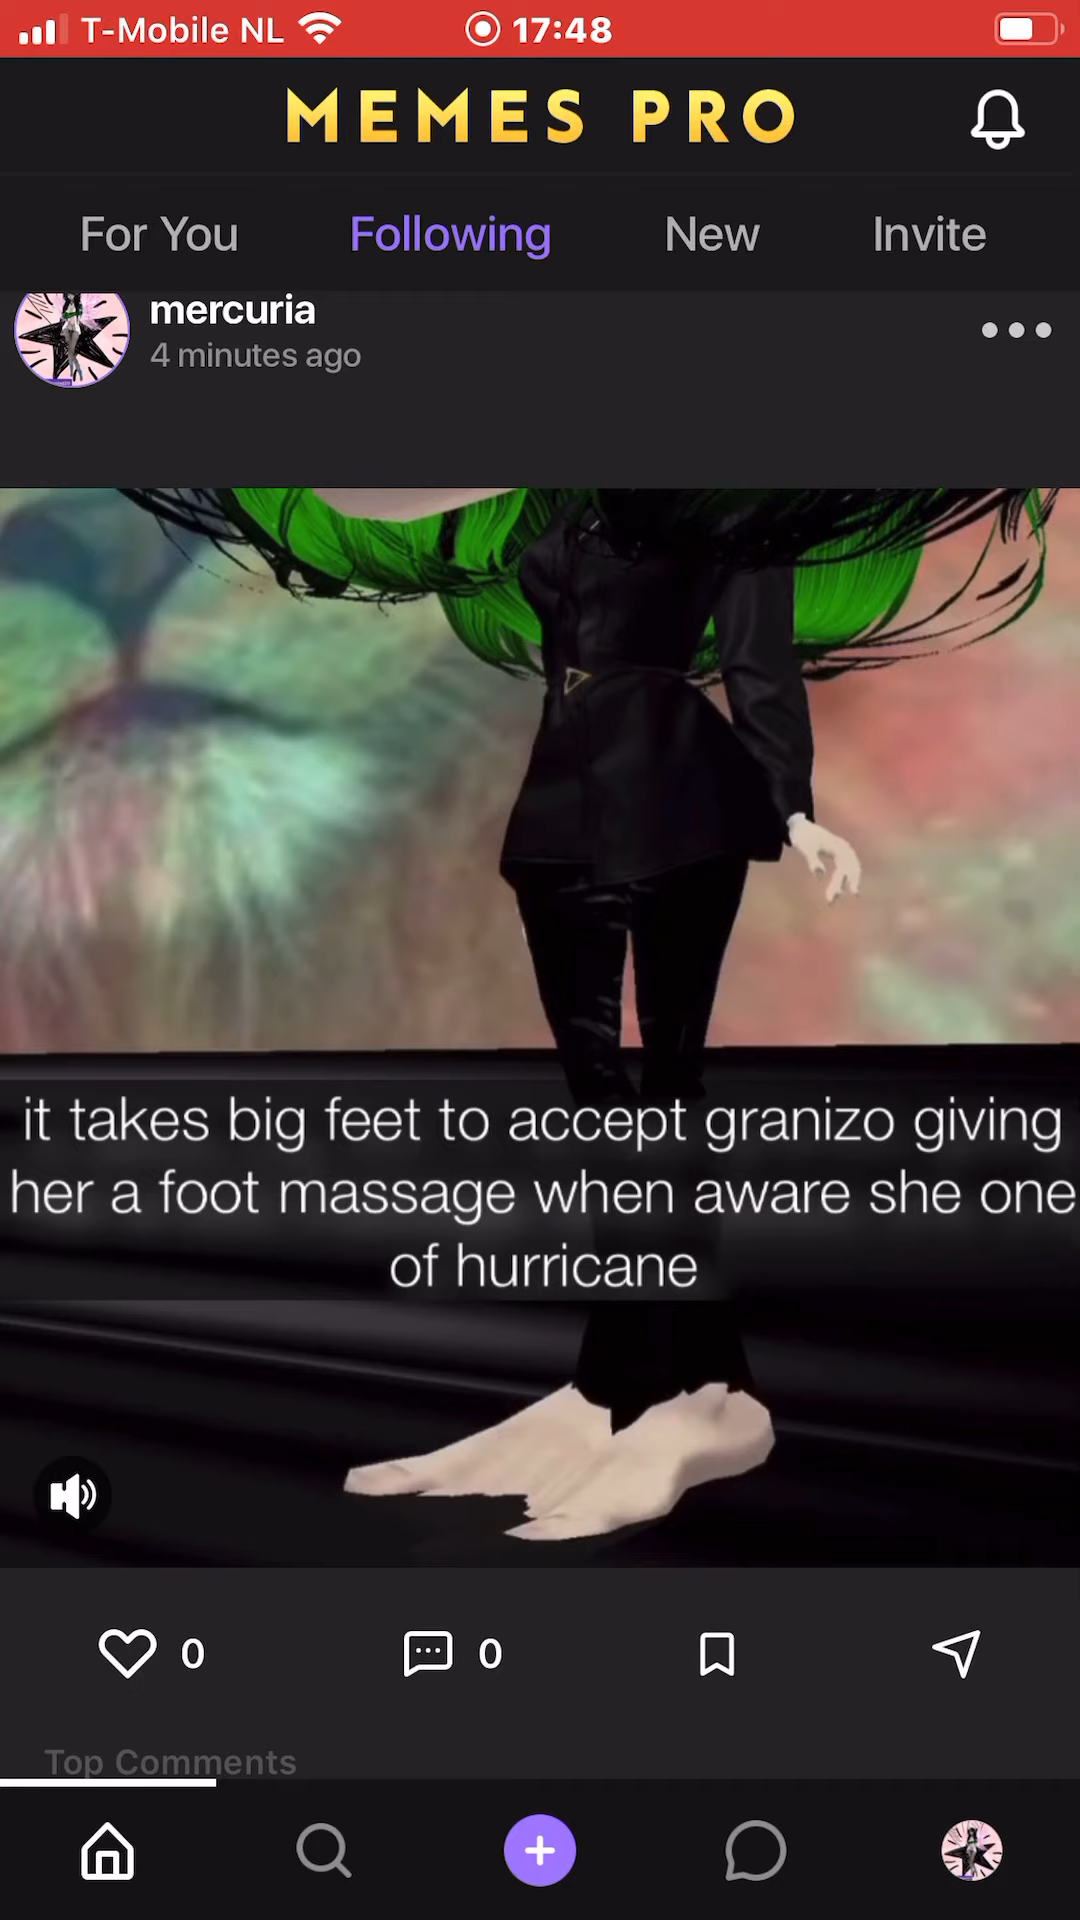 T-Mobile NL 17:48
MEMES PRO
For You Following New Invite
mercuria
4 minutes ago
it takes big feet to accept granizo giving
her a foot massage when aware she one
of hurricane
0 0
Top Comments